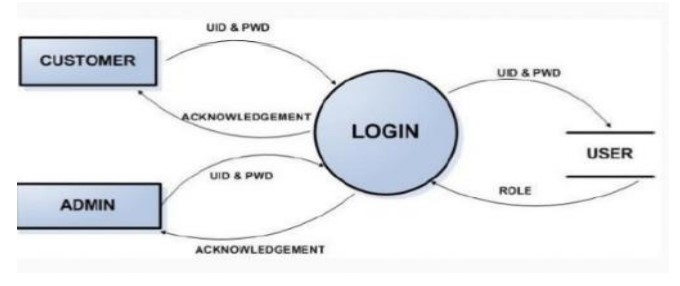 UID & PWD
CUSTOMER
UID & PWD
ACKNOWLEDGEMENT
LOGIN
USER
UID & PWD
ROLE
ADMIN
ACKNOWLEDGEMENT